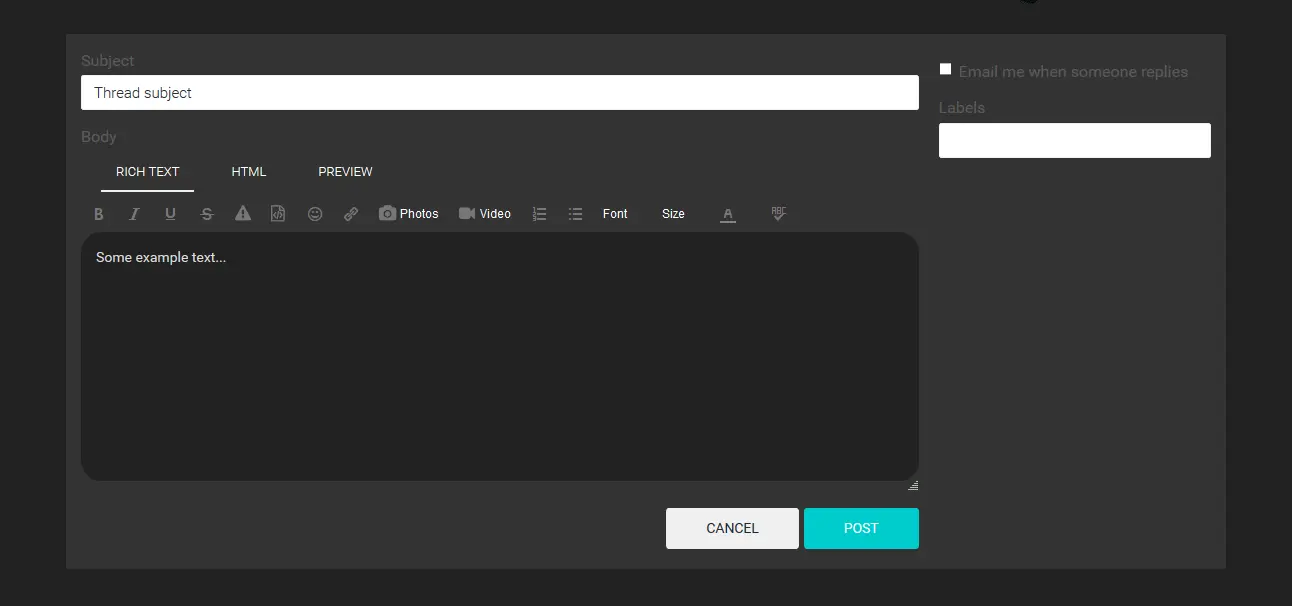 Subject
Thread subject
Email me when someone replies
Labels
Body
RICH TEXT HTML PREVIEW
B I U S Photos Video Font Size A ABC
Some example text...
CANCEL POST